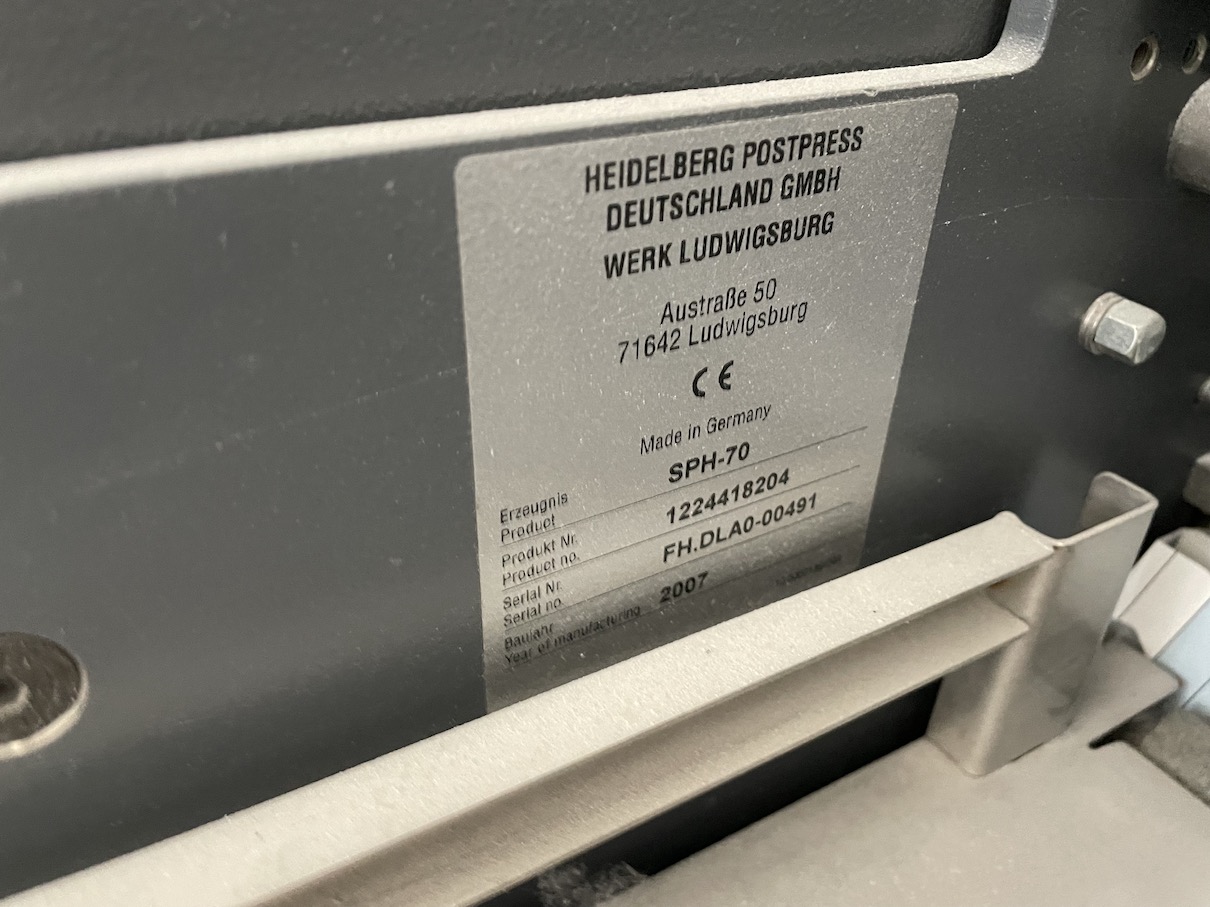 HEIDELBERG POSTPRESS
DEUTSCHLAND GMBH
WERK LUDWIGSBURG
Austraße 50
71642 Ludwigsburg
CE
Made in Germany
Erzeugnis
Product SPH-70
Produkt Nr.
Product no. 1224418204
Serial Nr.
Serial no. FH.DLA0-00491
Baujahr
Year of manufacturing 2007